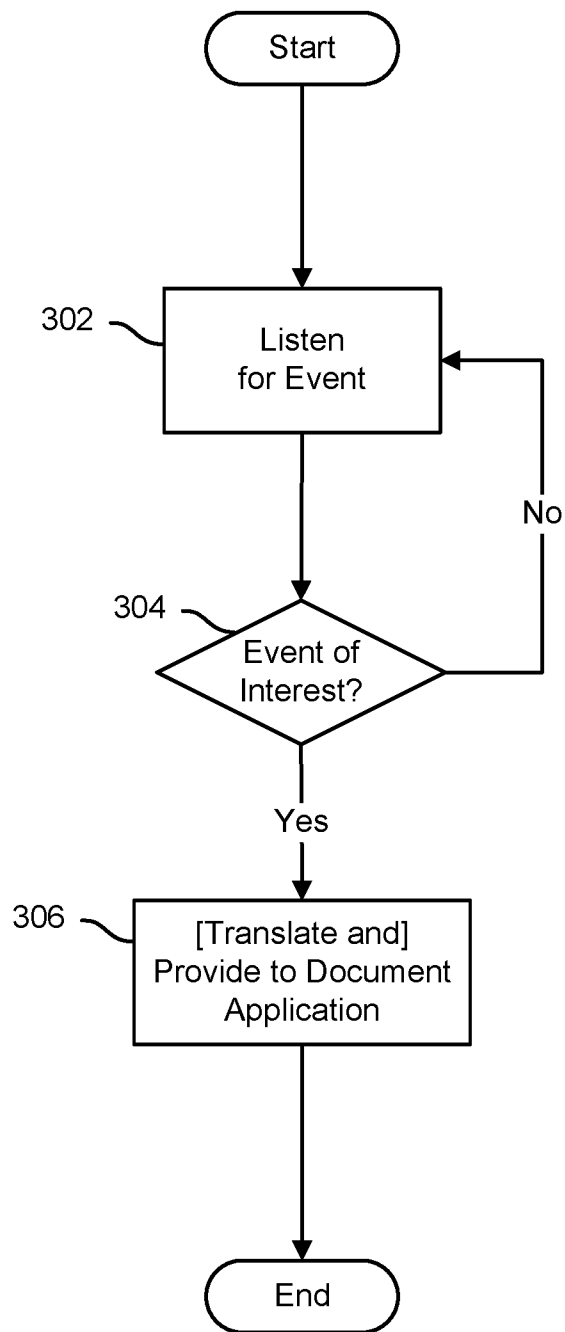 Start
302
Listen
for Event
No
304
Event of
Interest?
Yes
306
[Translate and]
Provide to Document
Application
End